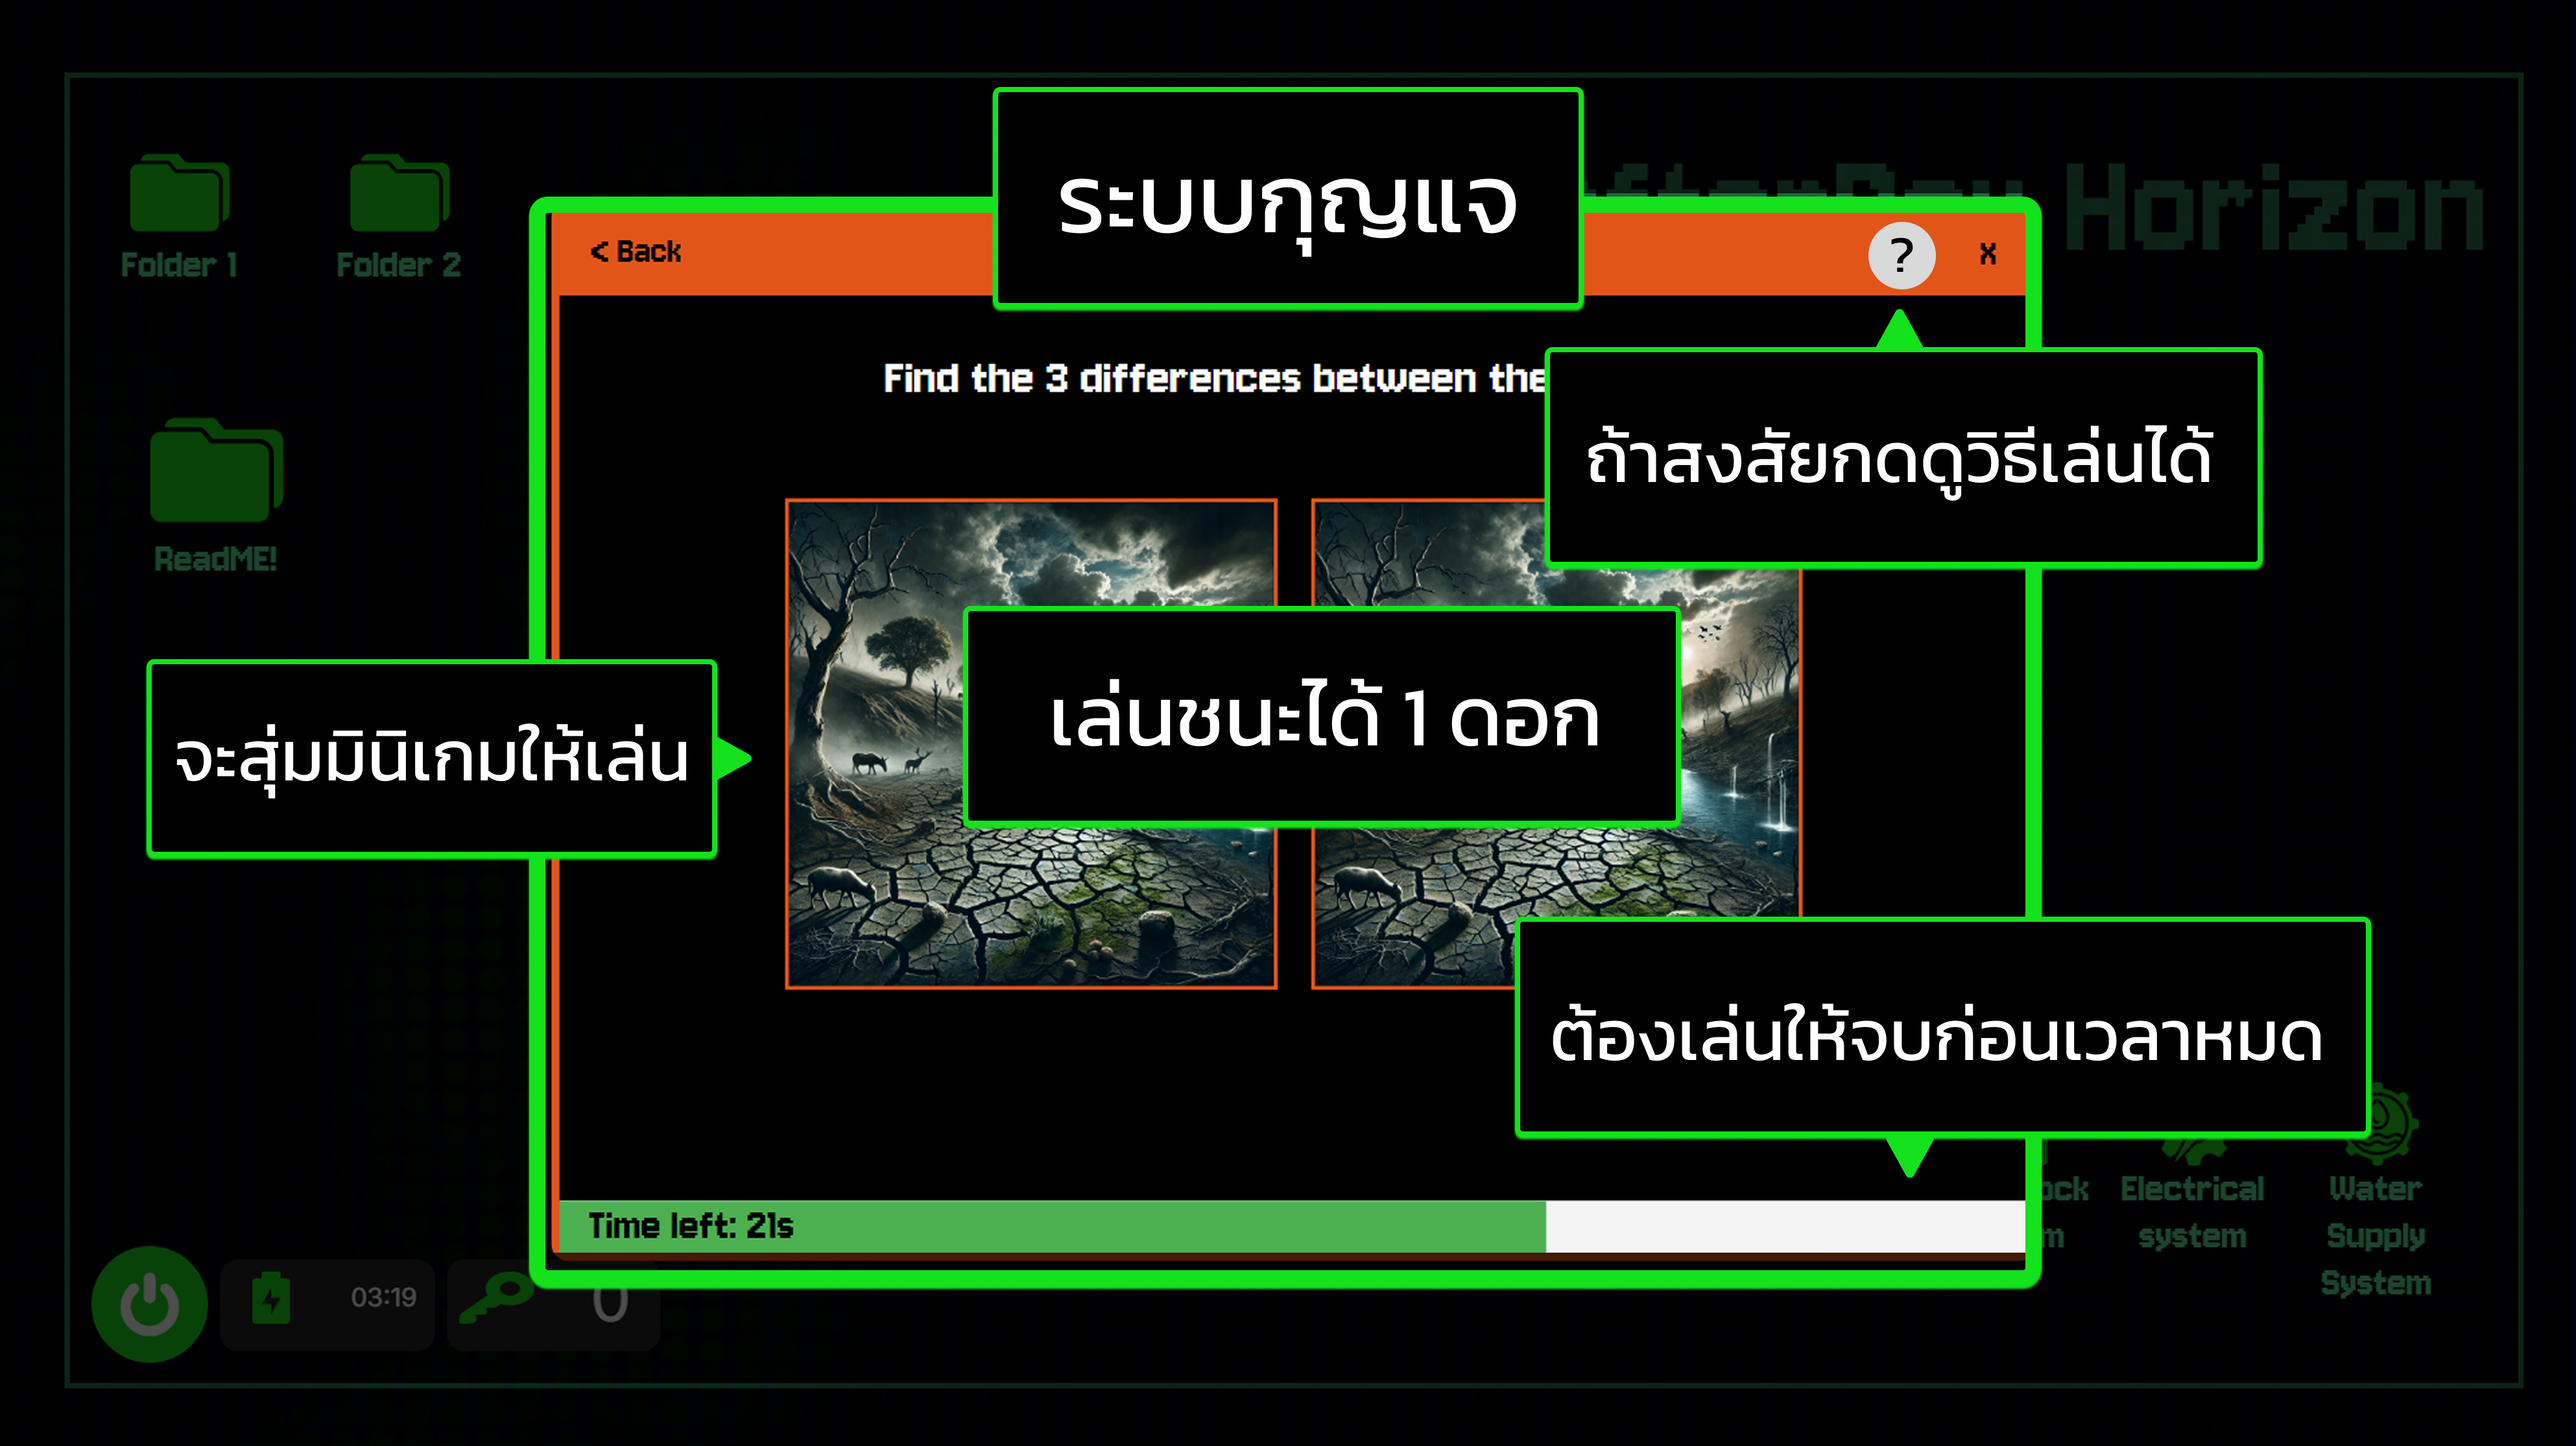 ระบบกุญแจ
Horizon
Folder 1
Folder 2
< Back
?
x
Find the 3 differences between the
ถ้าสงสัยกดดูวิธีเล่นได้
ReadME!
เล่นชนะได้ 1 ดอก
จะสุ่มมินิเกมให้เล่น
ต้องเล่นให้จบก่อนเวลาหมด
Electrical
system
Water
Supply
System
Time left: 21s
03:19
0